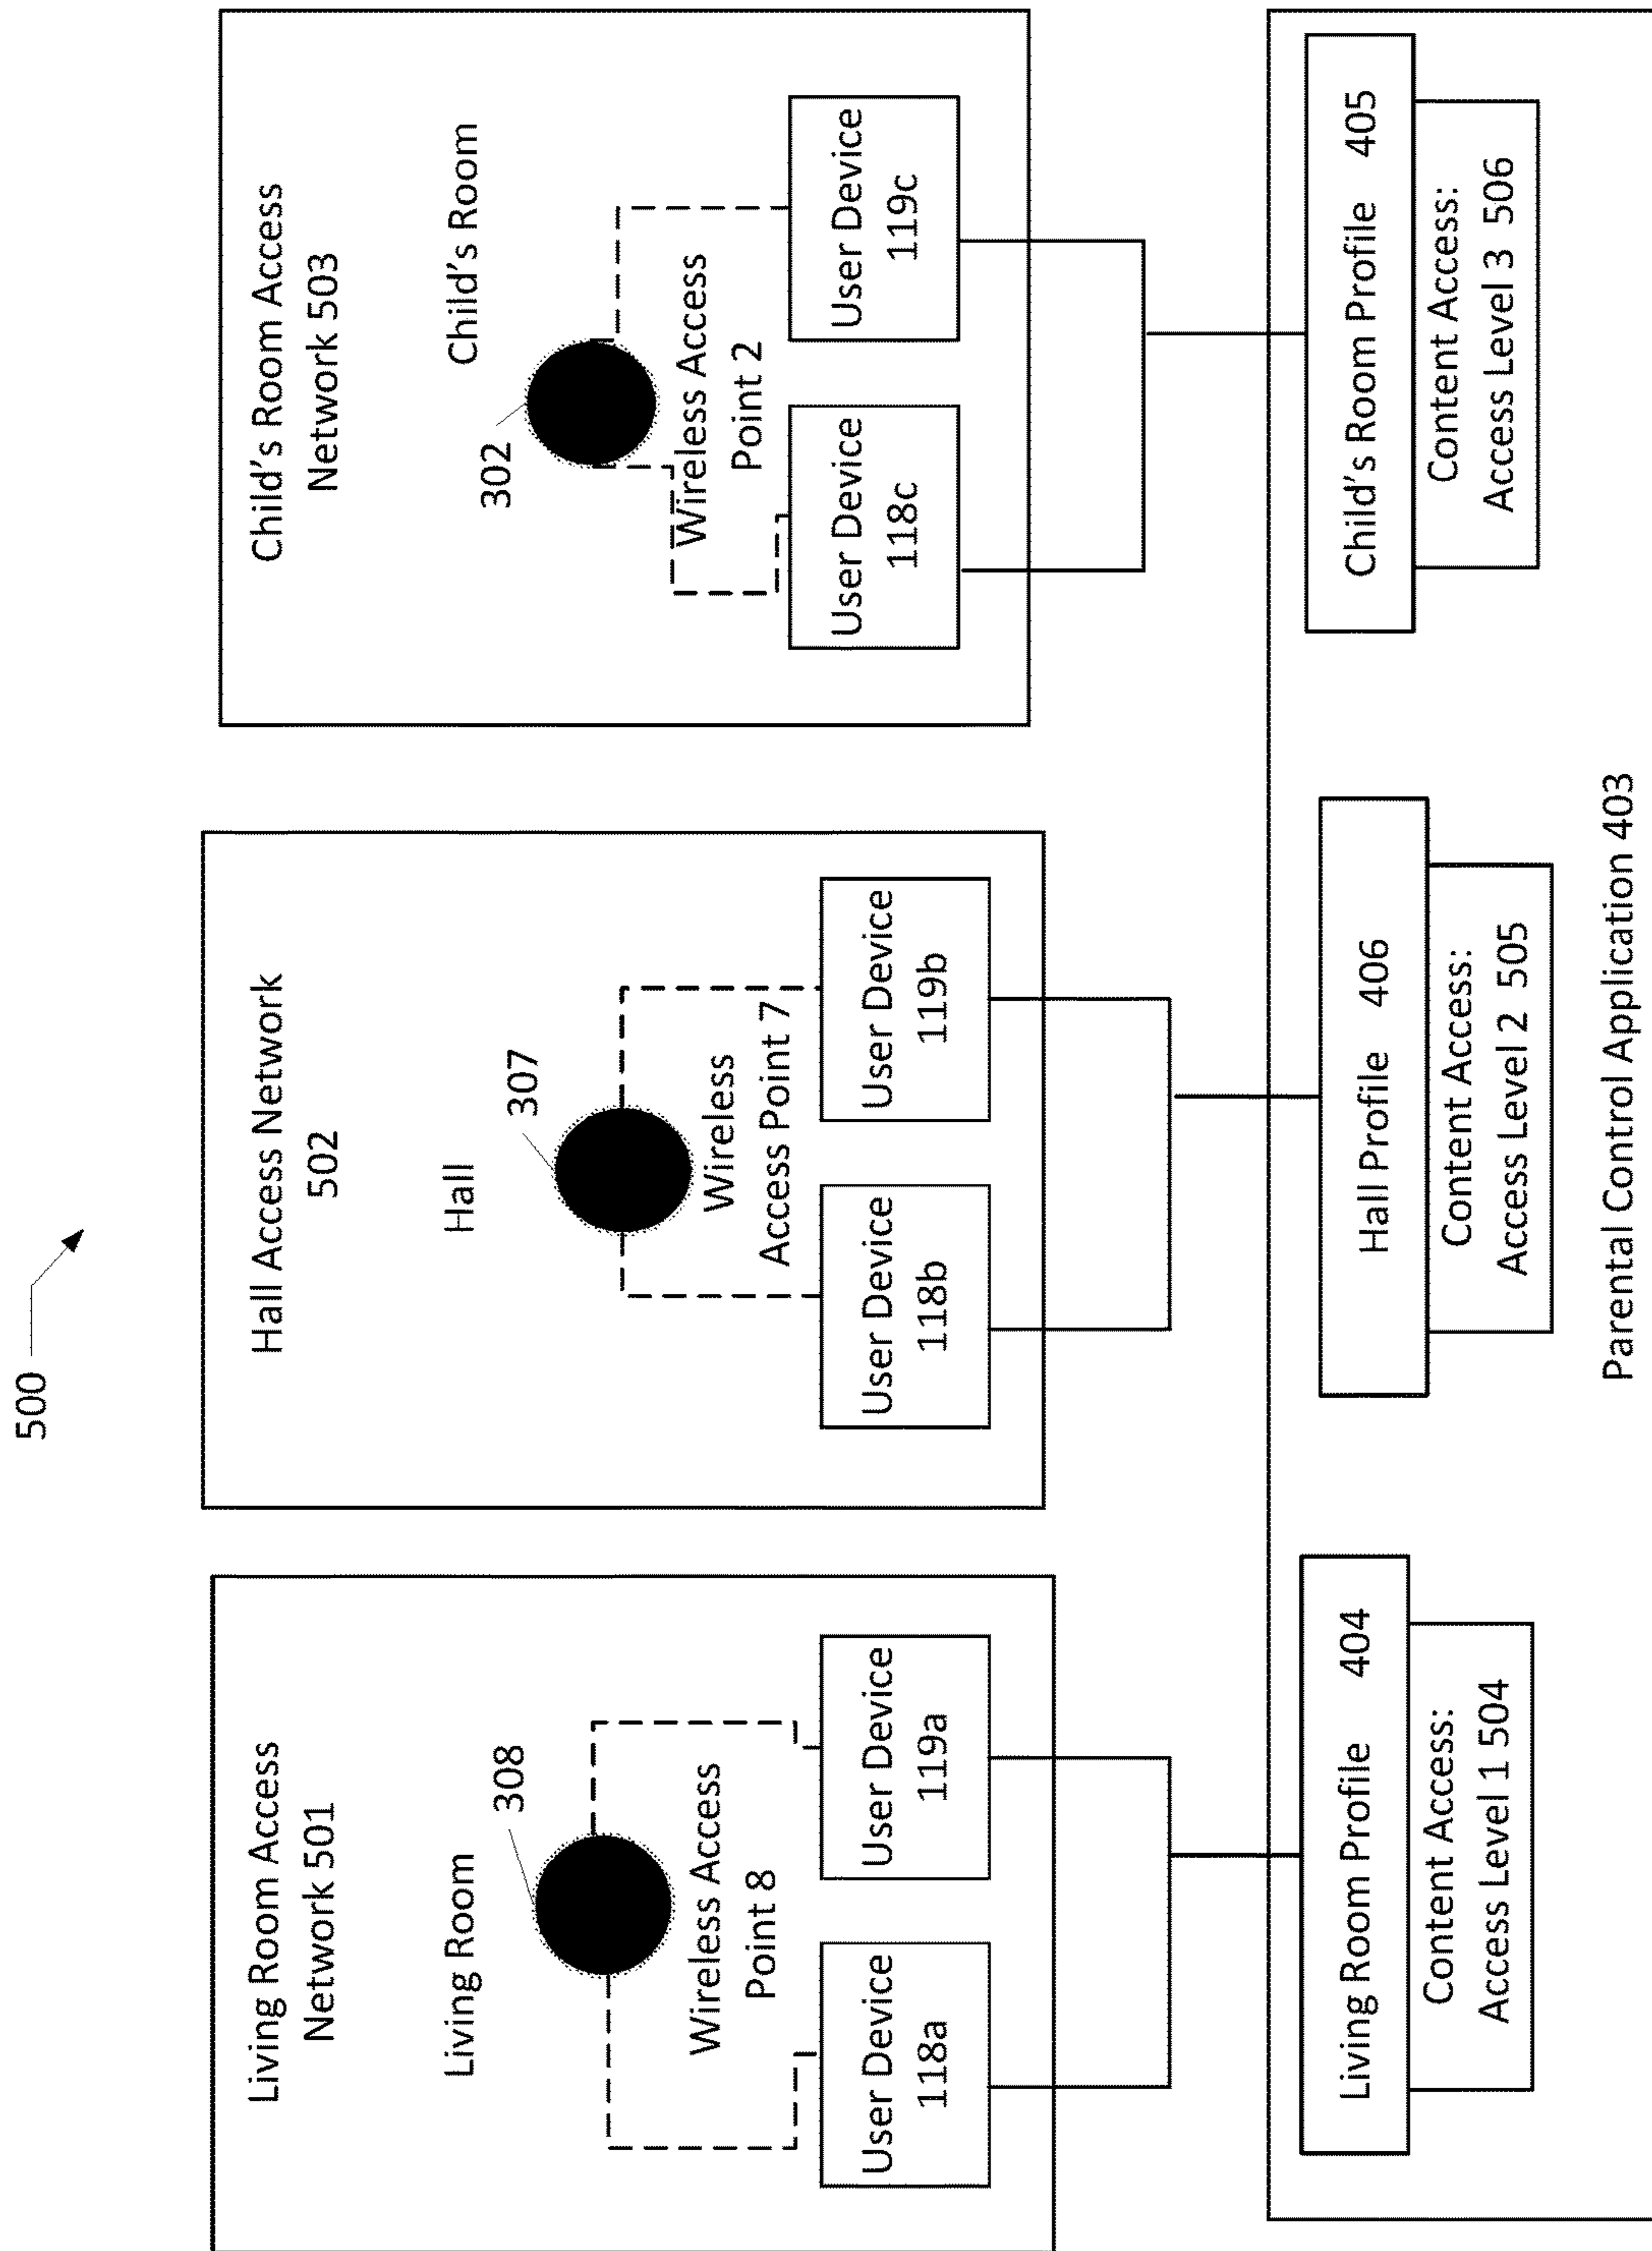 500
Living Room Access
Network 501
Living Room
308
Wireless Access
Point 8
User Device
118a
User Device
119a
Hall Access Network
502
Hall
307
Wireless
Access Point 7
User Device
118b
User Device
119b
Child's Room Access
Network 503
Child's Room
302
Wireless Access
Point 2
User Device
118c
User Device
119c
Living Room Profile 404
Content Access:
Access Level 1 504
Hall Profile 406
Content Access:
Access Level 2 505
Child's Room Profile 405
Content Access:
Access Level 3 506
Parental Control Application 403